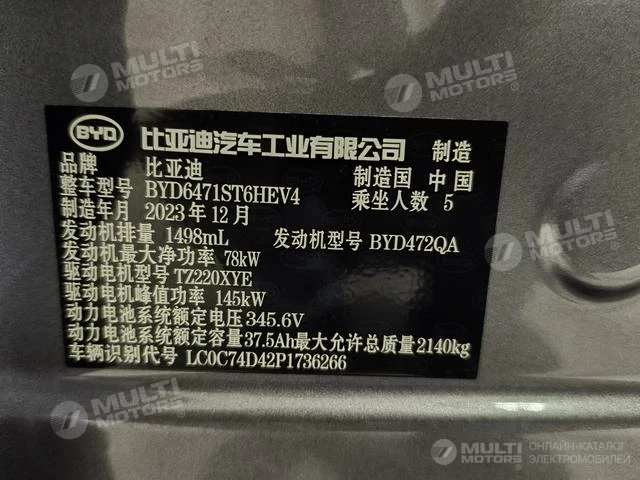 MULTI MOTORS®
MULTI MOTORS®
BYD 比亚迪汽车工业有限公司 制造
品牌 比亚迪 制造国 中国
整车型号 BYD6471ST6HEV4 乘坐人数 5
制造年月 2023年12月
发动机排量 1498mL 发动机型号 BYD472QA
发动机最大净功率 78kW
驱动电机型号 TZ220XYE
驱动电机峰值功率 145kW
动力电池系统额定电压 345.6V
动力电池系统额定容量 37.5Ah 最大允许总质量 2140kg
车辆识别代号 LC0C74D42P1736266
MULTI MOTORS®
MULTI MOTORS®
MULTI MOTORS®
MULTI MOTORS
ОНЛАЙН-КАТАЛОГ
ЭЛЕКТРОМОБИЛЕЙ